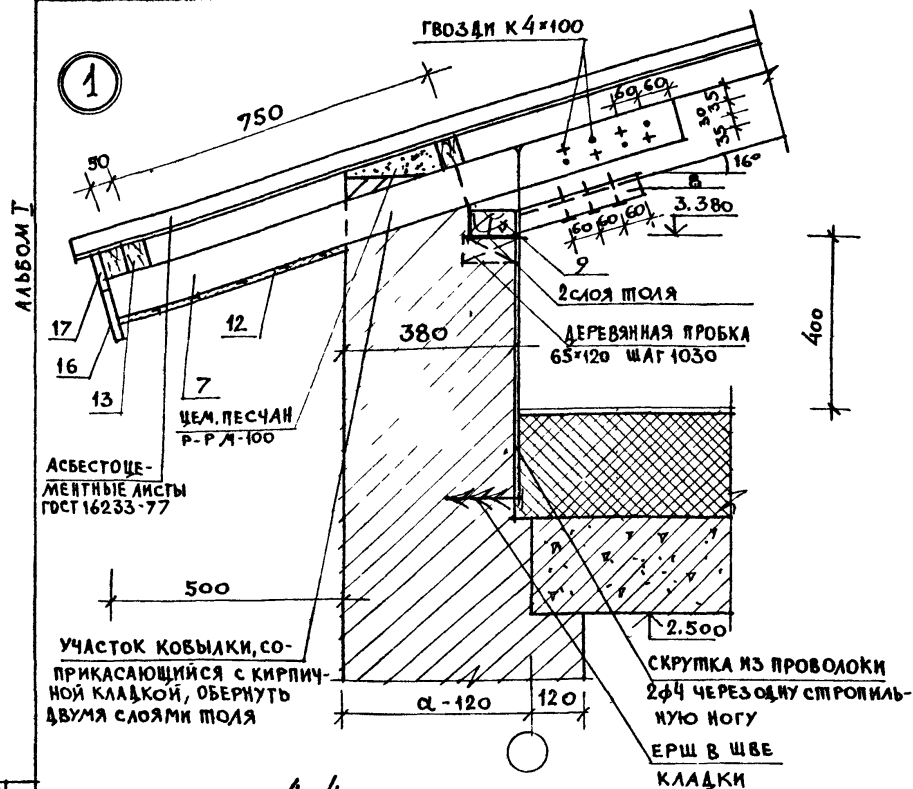 ГВОЗДИ К 4×100
1
750
60 60
35
30
35
50
16°
3.380
АЛЬБОМ I
60 60 60
9
2 СЛОЯ ТОЛЯ
ДЕРЕВЯННАЯ ПРОБКА
65×120 ШАГ 1030
400
380
17
12
16
13
7
ЦЕМ. ПЕСЧАН
Р-Р М-100
АСБЕСТОЦЕ-
МЕНТНЫЕ ЛИСТЫ
ГОСТ 16233-77
500
2.500
УЧАСТОК КОБЫЛКИ, СО-
ПРИКАСАЮЩИЙСЯ С КИРПИЧ-
НОЙ КЛАДКОЙ, ОБЕРНУТЬ
ДВУМЯ СЛОЯМИ ТОЛЯ
СКРУТКА ИЗ ПРОВОЛОКИ
2ф4 ЧЕРЕЗ ОДНУ СТРОПИЛЬ-
НУЮ НОГУ
α-120
120
ЕРШ В ШВЕ
КЛАДКИ